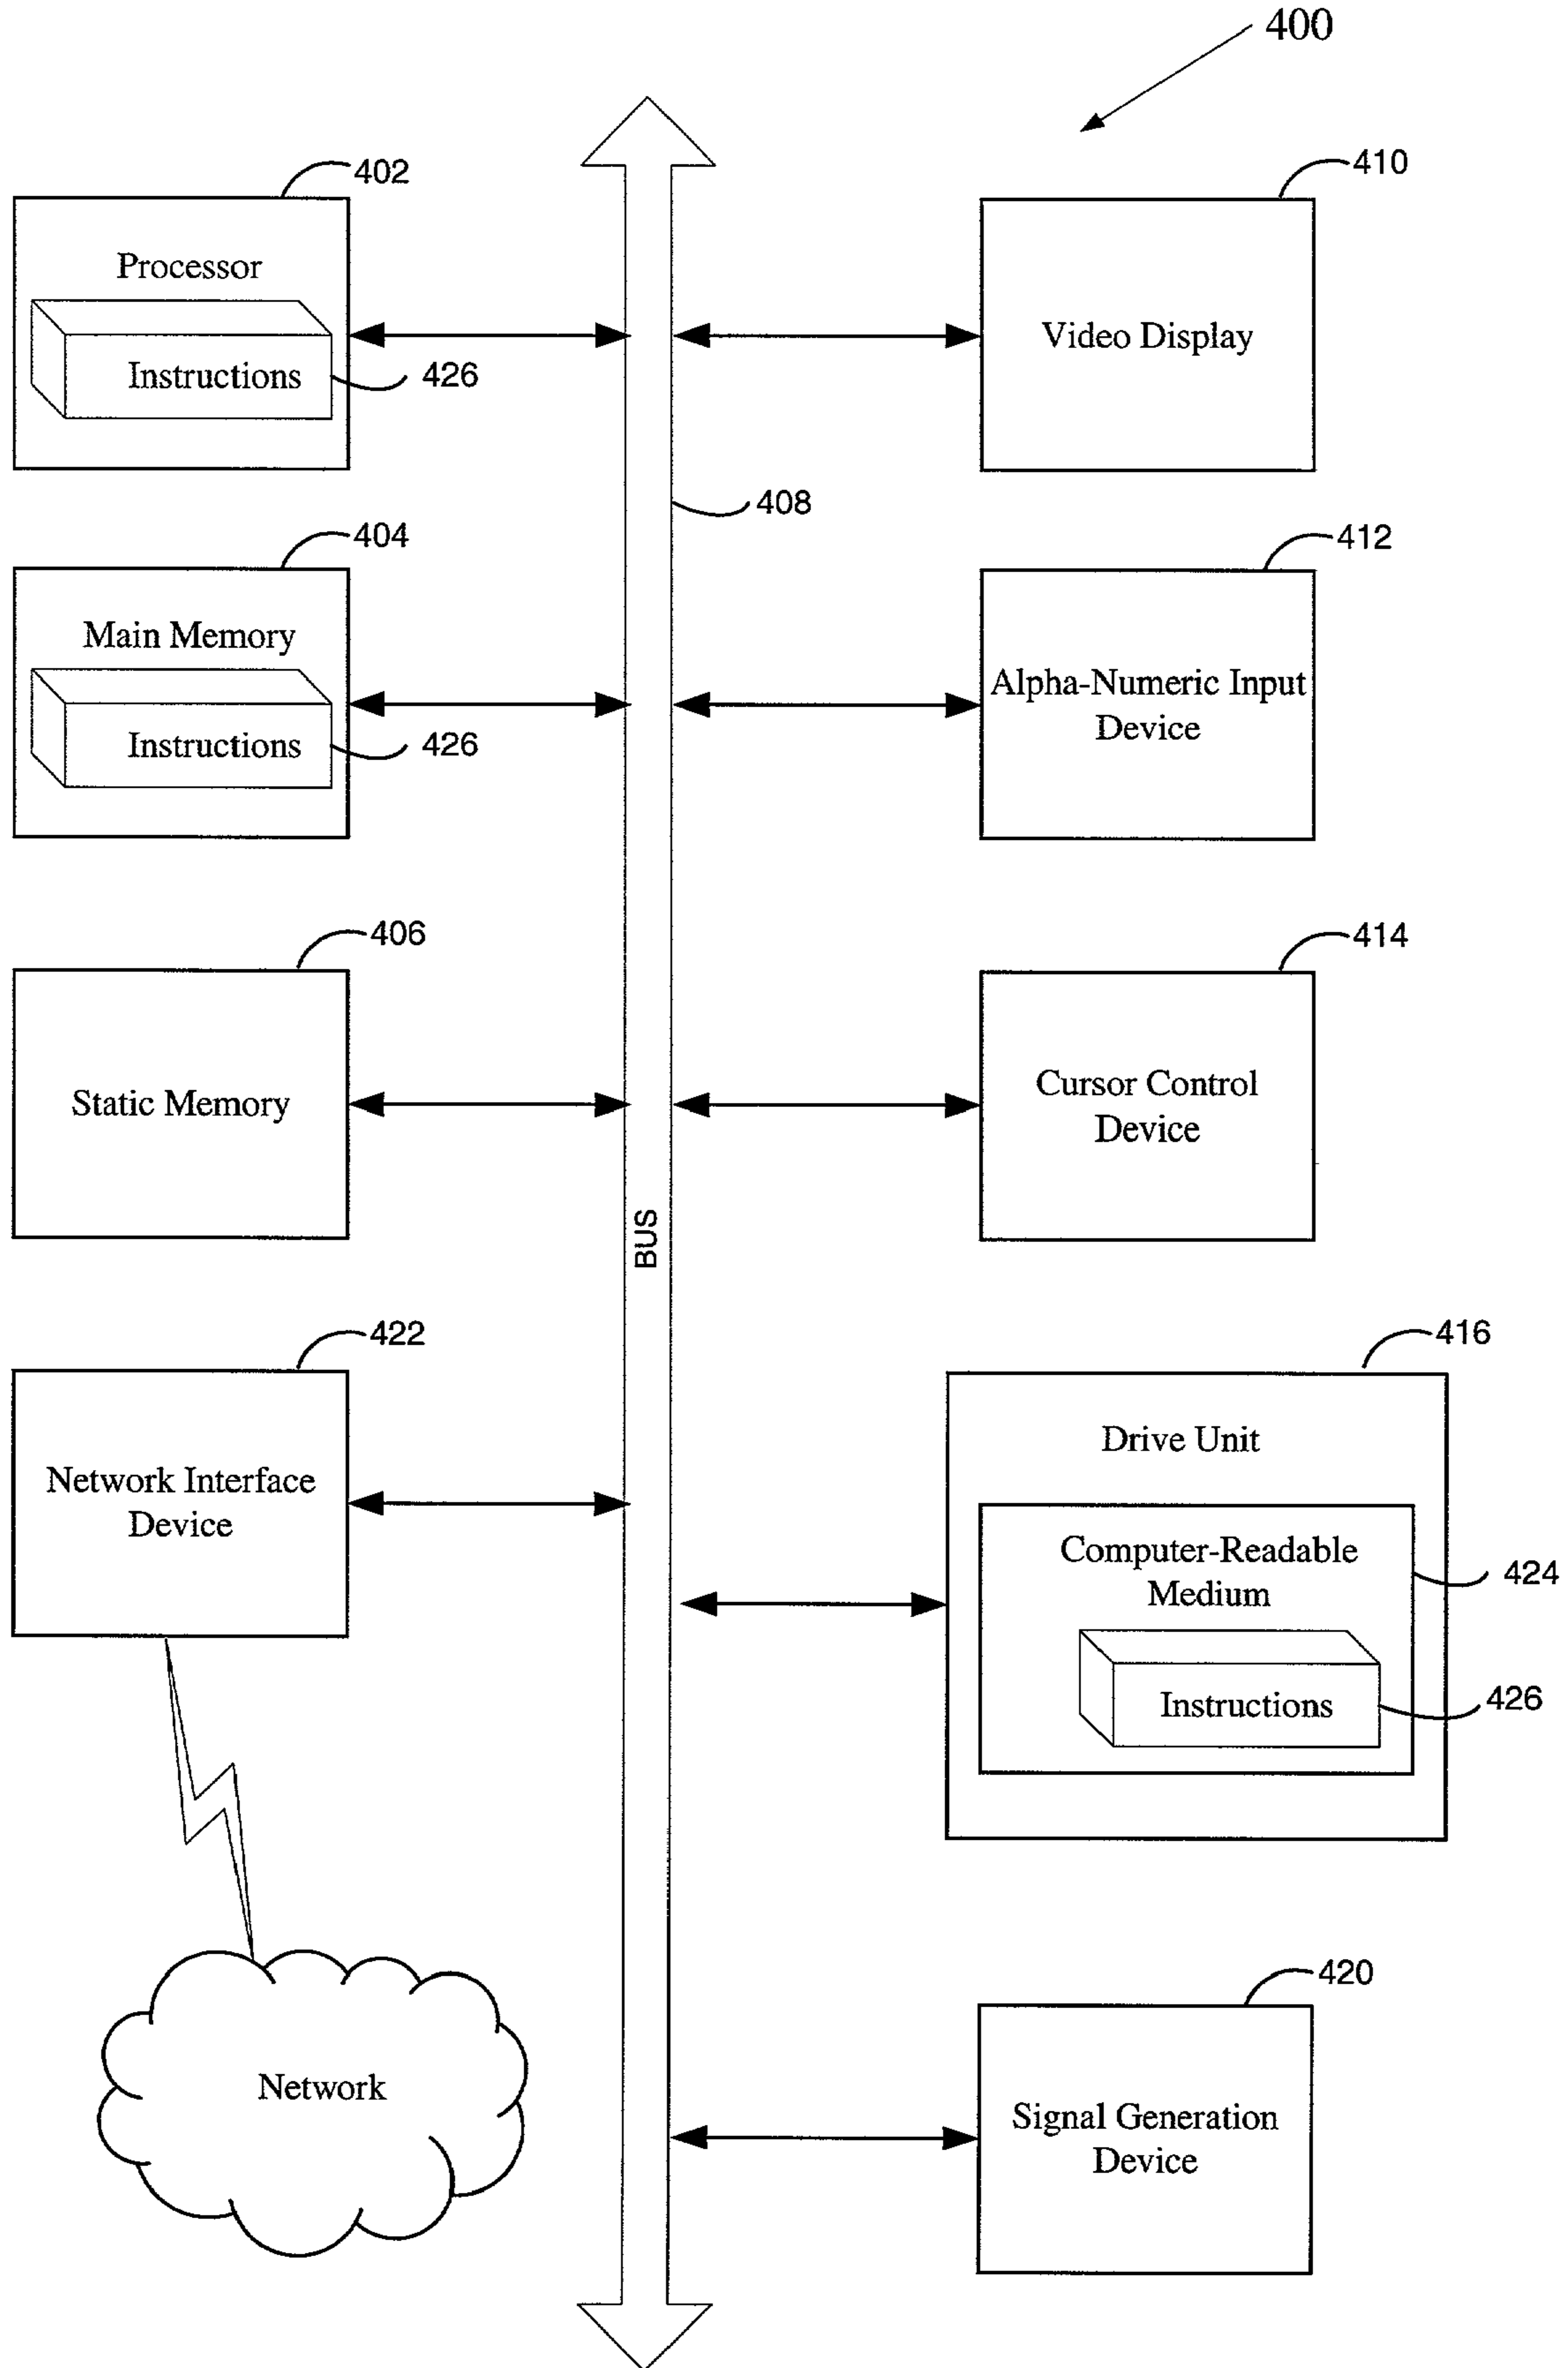 400
402
Processor
Instructions
426
410
Video Display
408
404
Main Memory
Instructions
426
412
Alpha-Numeric Input
Device
406
Static Memory
414
Cursor Control
Device
BUS
422
Network Interface
Device
416
Drive Unit
Computer-Readable
Medium
424
Instructions
426
Network
420
Signal Generation
Device